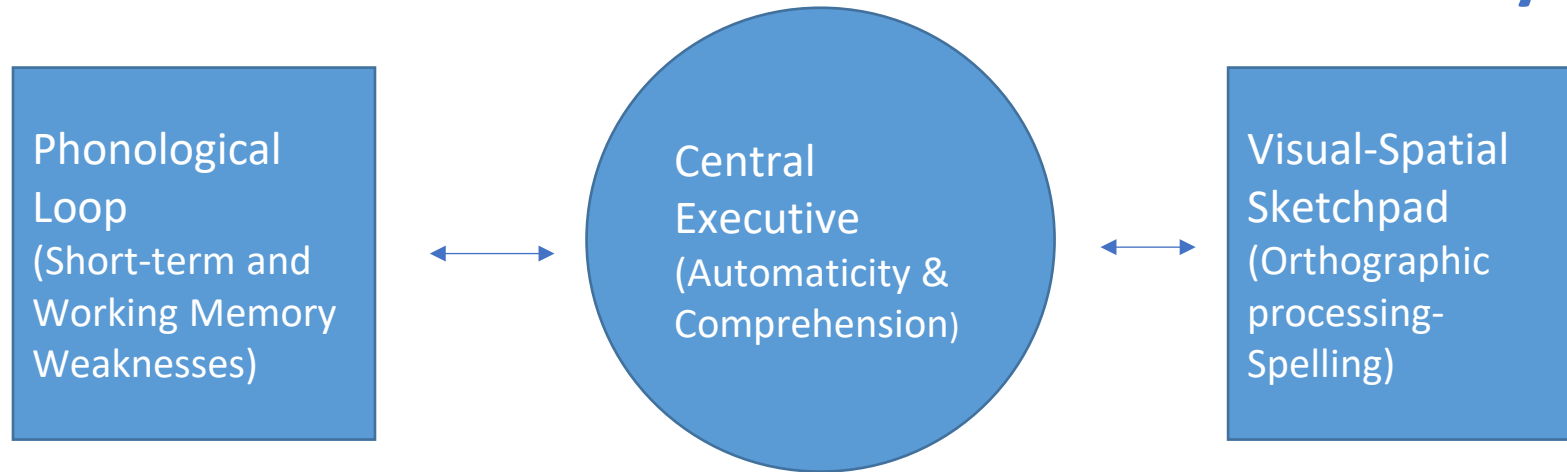 Phonological
Loop
(Short-term and
Working Memory
Weaknesses)
Central
Executive
(Automaticity &
Comprehension)
Visual-Spatial
Sketchpad
(Orthographic
processing-
Spelling)